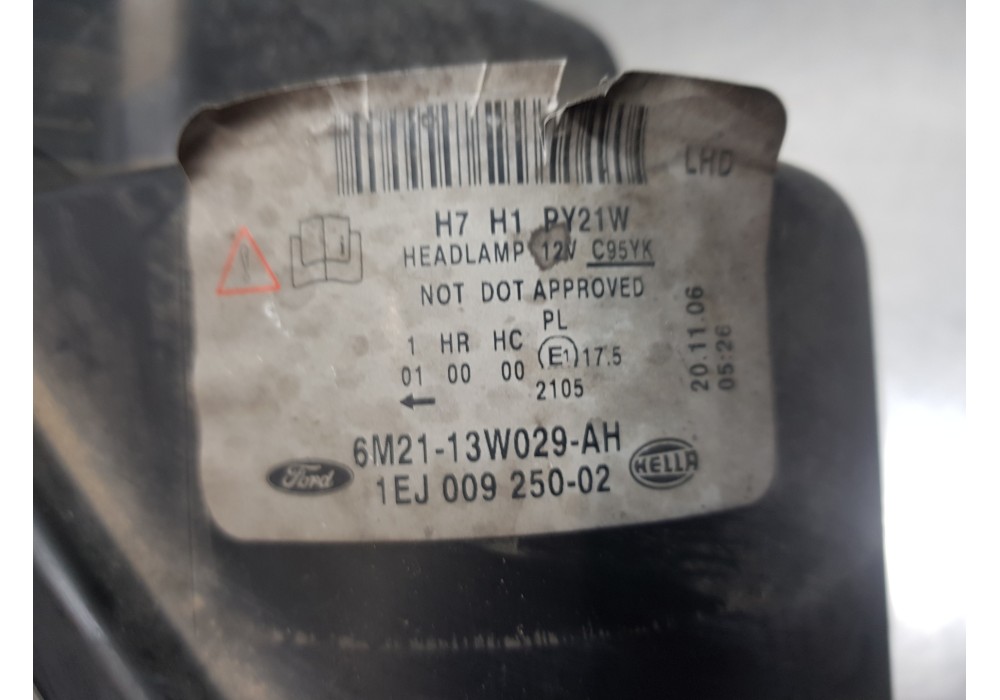 LHD
H7 H1 PY21W
HEADLAMP 12V C95YK
NOT DOT APPROVED
PL
1 HR HC E1 17.5
01 00 00 2105
6M21-13W029-AH
Ford 1EJ 009 250-02 HELLA
20.11.06
05:26